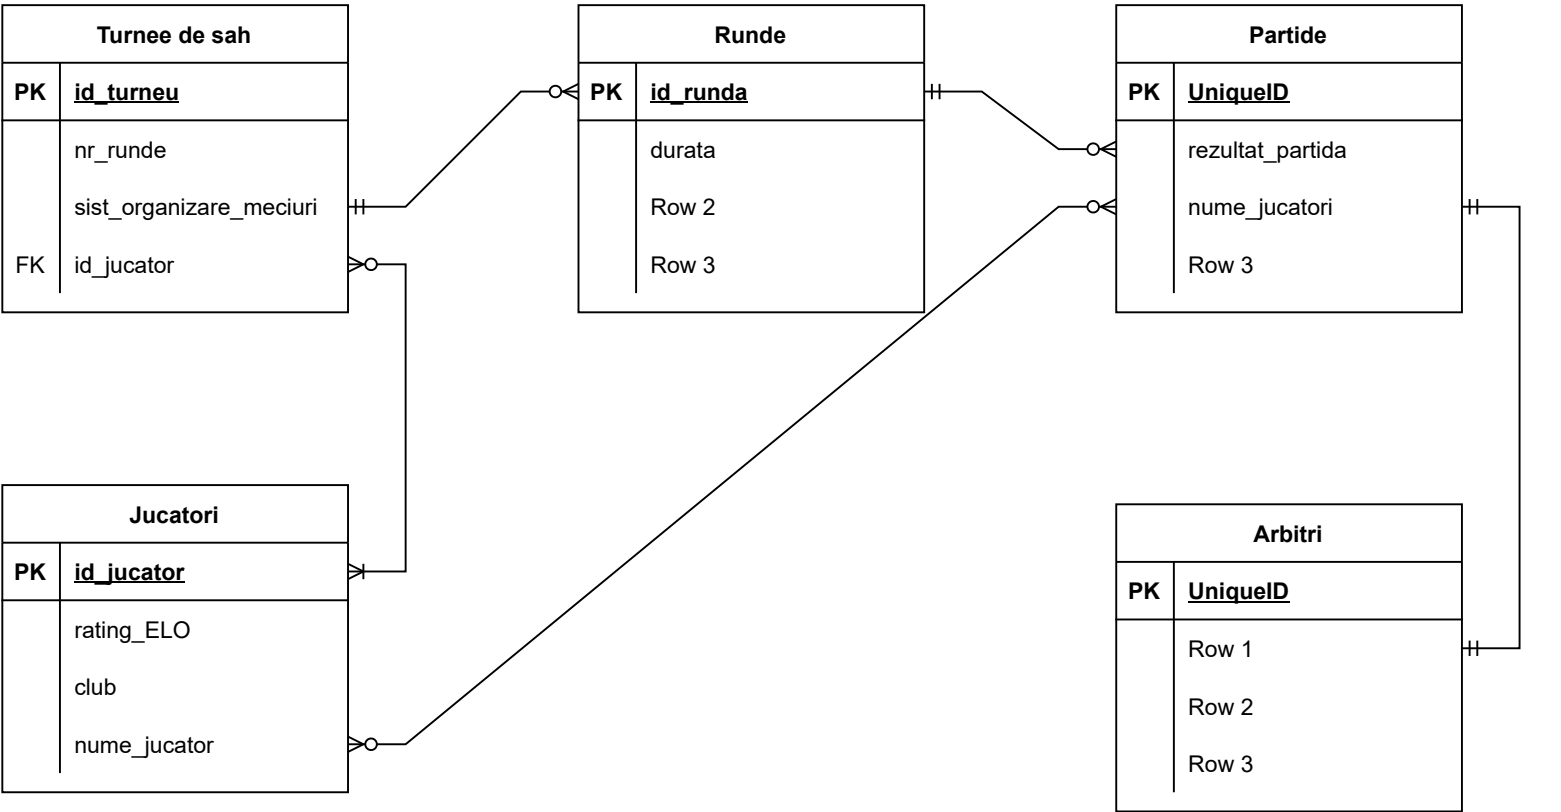 Turnee de sah
PK id_turneu
nr_runde
sist_organizare_meciuri
FK id_jucator
Runde
PK id_runda
durata
Row 2
Row 3
Partide
PK UniqueID
rezultat_partida
nume_jucatori
Row 3
Jucatori
PK id_jucator
rating_ELO
club
nume_jucator
Arbitri
PK UniqueID
Row 1
Row 2
Row 3